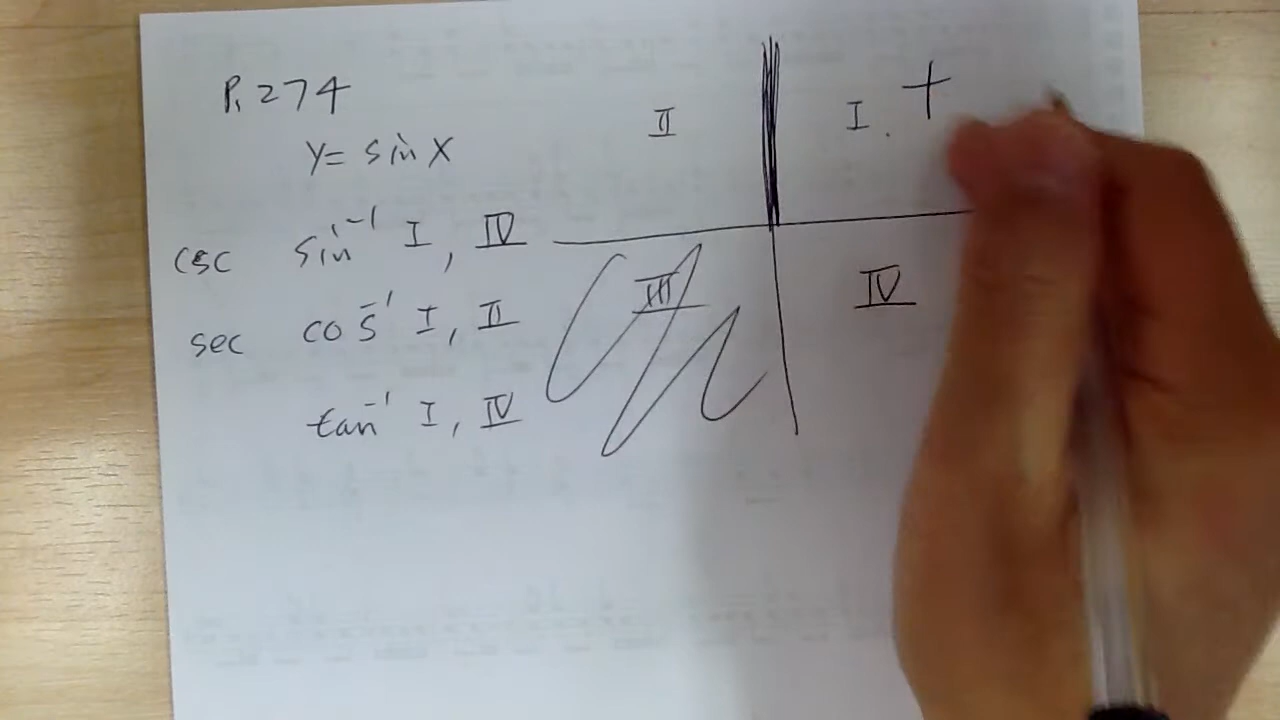 P. 274
y = sin x
csc sin⁻¹ I, IV
sec cos⁻¹ I, II
tan⁻¹ I, IV
II
I. +
III
IV